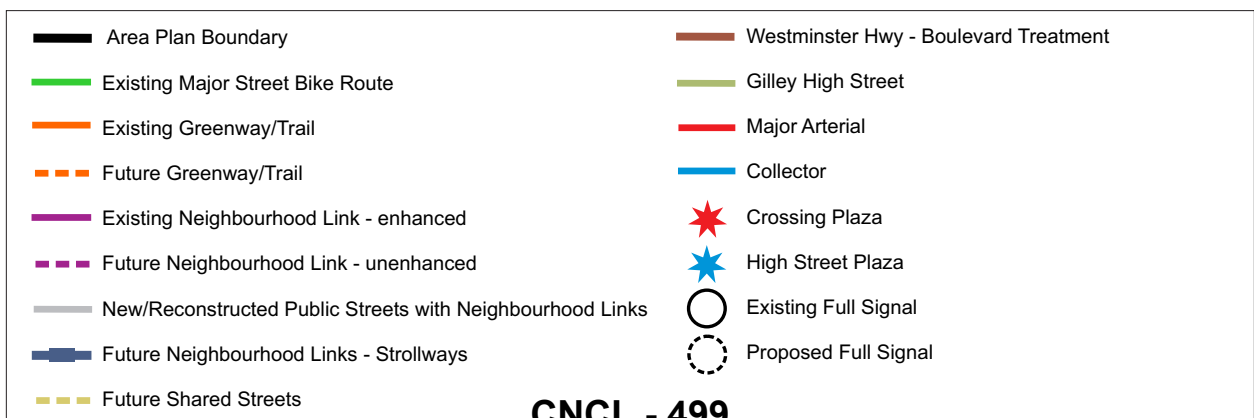 Area Plan Boundary
Existing Major Street Bike Route
Existing Greenway/Trail
Future Greenway/Trail
Existing Neighbourhood Link - enhanced
Future Neighbourhood Link - unenhanced
New/Reconstructed Public Streets with Neighbourhood Links
Future Neighbourhood Links - Strollways
Future Shared Streets
Westminster Hwy - Boulevard Treatment
Gilley High Street
Major Arterial
Collector
Crossing Plaza
High Street Plaza
Existing Full Signal
Proposed Full Signal
CNCL - 499